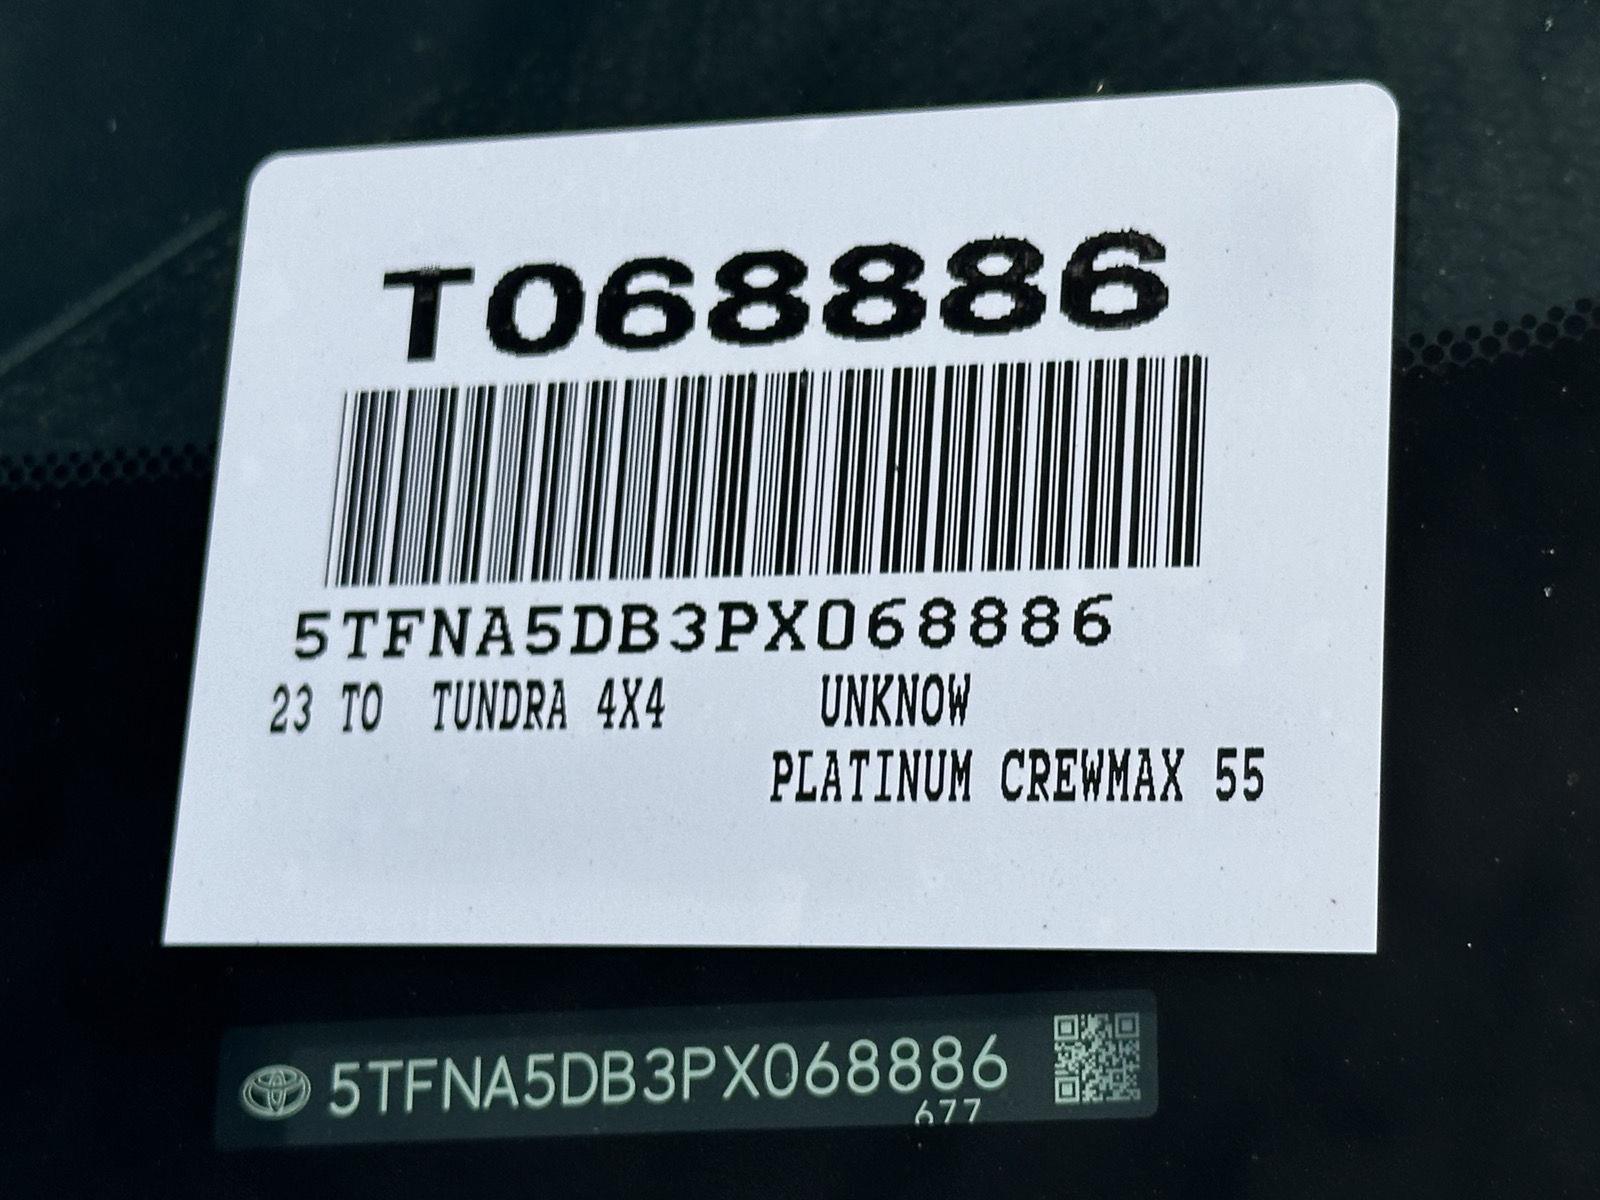 T068886
5TFNA5DB3PX068886
23 TO TUNDRA 4X4 UNKNOW
PLATINUM CREWMAX 55
5TFNA5DB3PX068886
677